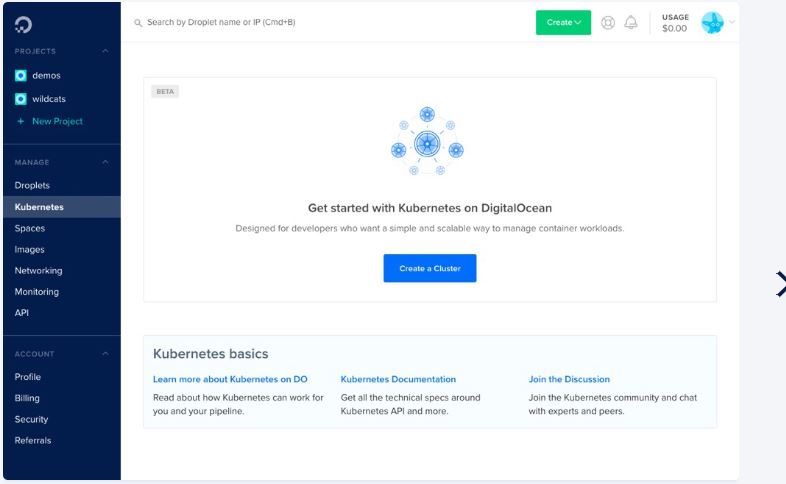 Search by Droplet name or IP (Cmd+B)
Create
USAGE
$0.00
PROJECTS
demos
wildcats
+ New Project
MANAGE
Droplets
Kubernetes
Spaces
Images
Networking
Monitoring
API
ACCOUNT
Profile
Billing
Security
Referrals
BETA
Get started with Kubernetes on DigitalOcean
Designed for developers who want a simple and scalable way to manage container workloads.
Create a Cluster
Kubernetes basics
Learn more about Kubernetes on DO
Read about how Kubernetes can work for
you and your pipeline.
Kubernetes Documentation
Get all the technical specs around
Kubernetes API and more.
Join the Discussion
Join the Kubernetes community and chat
with experts and peers.